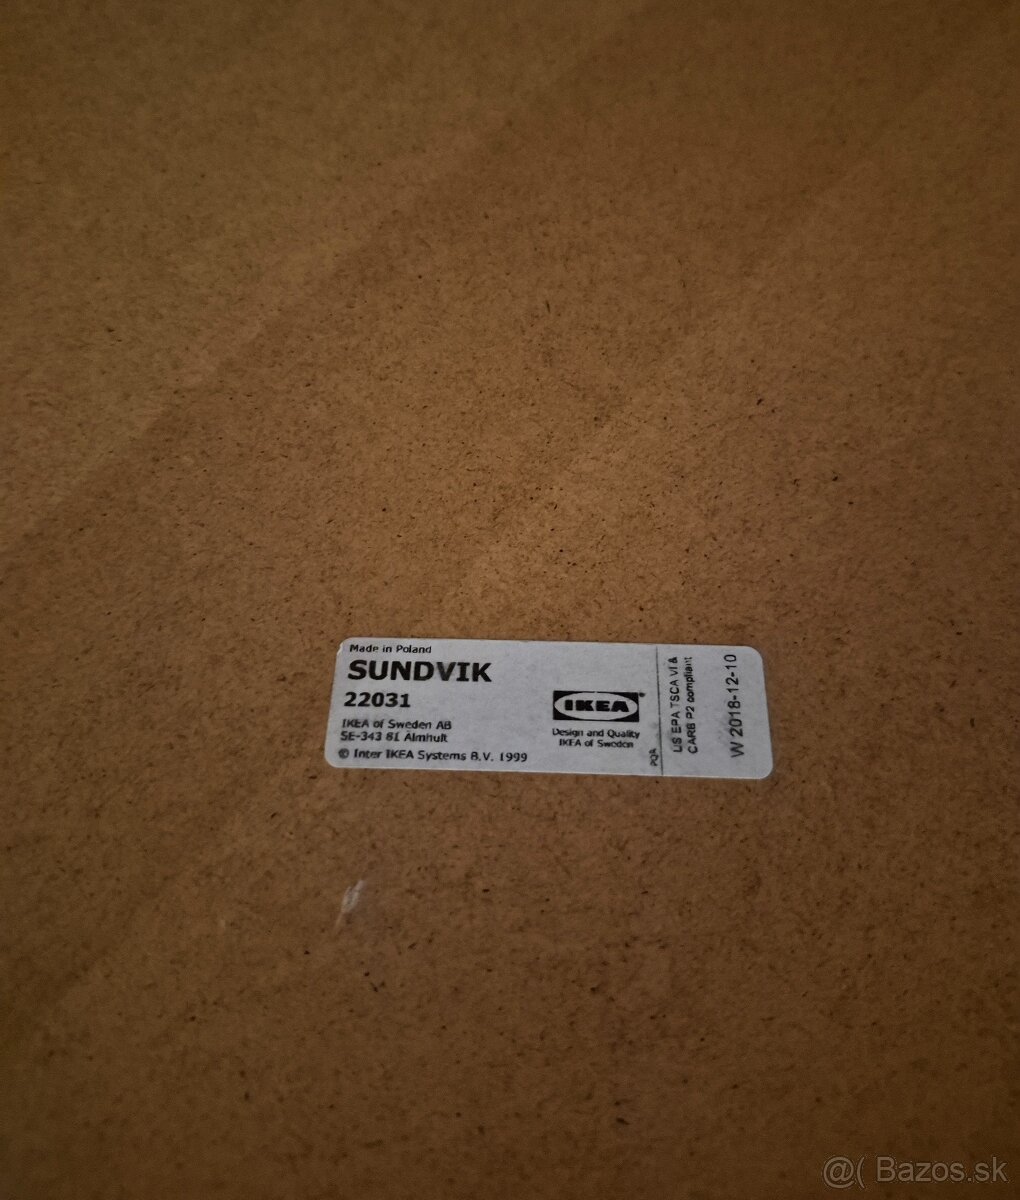 Made in Poland
SUNDVIK
22031
IKEA of Sweden AB
SE-343 81 Älmhult
© Inter IKEA Systems B.V. 1999
IKEA®
Design and Quality
IKEA of Sweden
PQA
US EPA TSCA VI &
CARB P2 compliant
W 2018-12-10
@( Bazos.sk